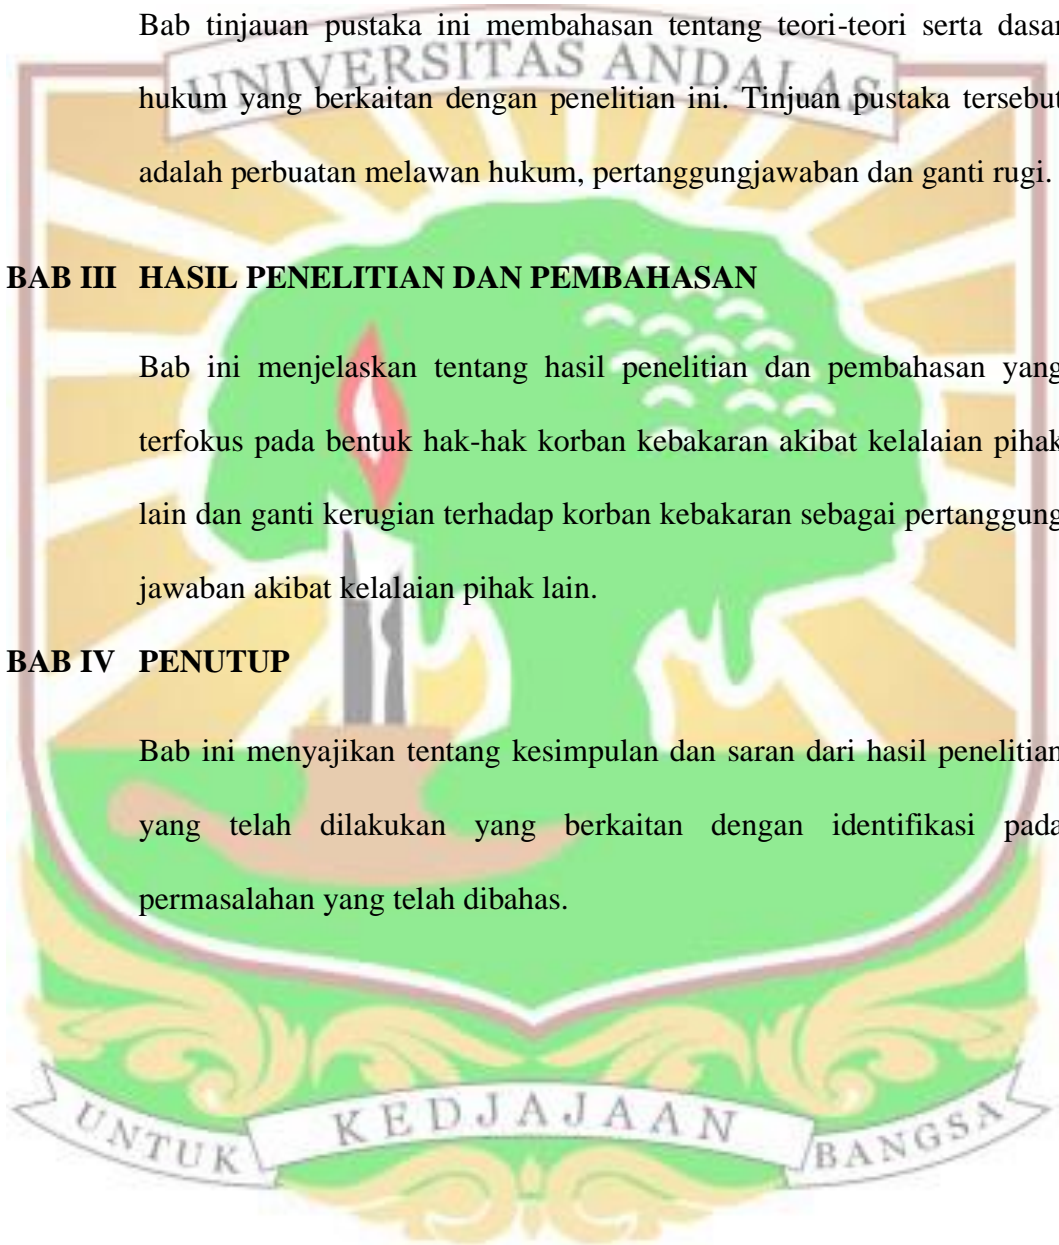 Bab tinjauan pustaka ini membahasan tentang teori-teori serta dasar
UNIVERSITAS ANDALAS
hukum yang berkaitan dengan penelitian ini. Tinjuan pustaka tersebut
adalah perbuatan melawan hukum, pertanggungjawaban dan ganti rugi.
BAB III HASIL PENELITIAN DAN PEMBAHASAN
Bab ini menjelaskan tentang hasil penelitian dan pembahasan yang
terfokus pada bentuk hak-hak korban kebakaran akibat kelalaian pihak
lain dan ganti kerugian terhadap korban kebakaran sebagai pertanggung
jawaban akibat kelalaian pihak lain.
BAB IV PENUTUP
Bab ini menyajikan tentang kesimpulan dan saran dari hasil penelitian
yang telah dilakukan yang berkaitan dengan identifikasi pada
permasalahan yang telah dibahas.
UNTUK KEDJAJAAN BANGSA